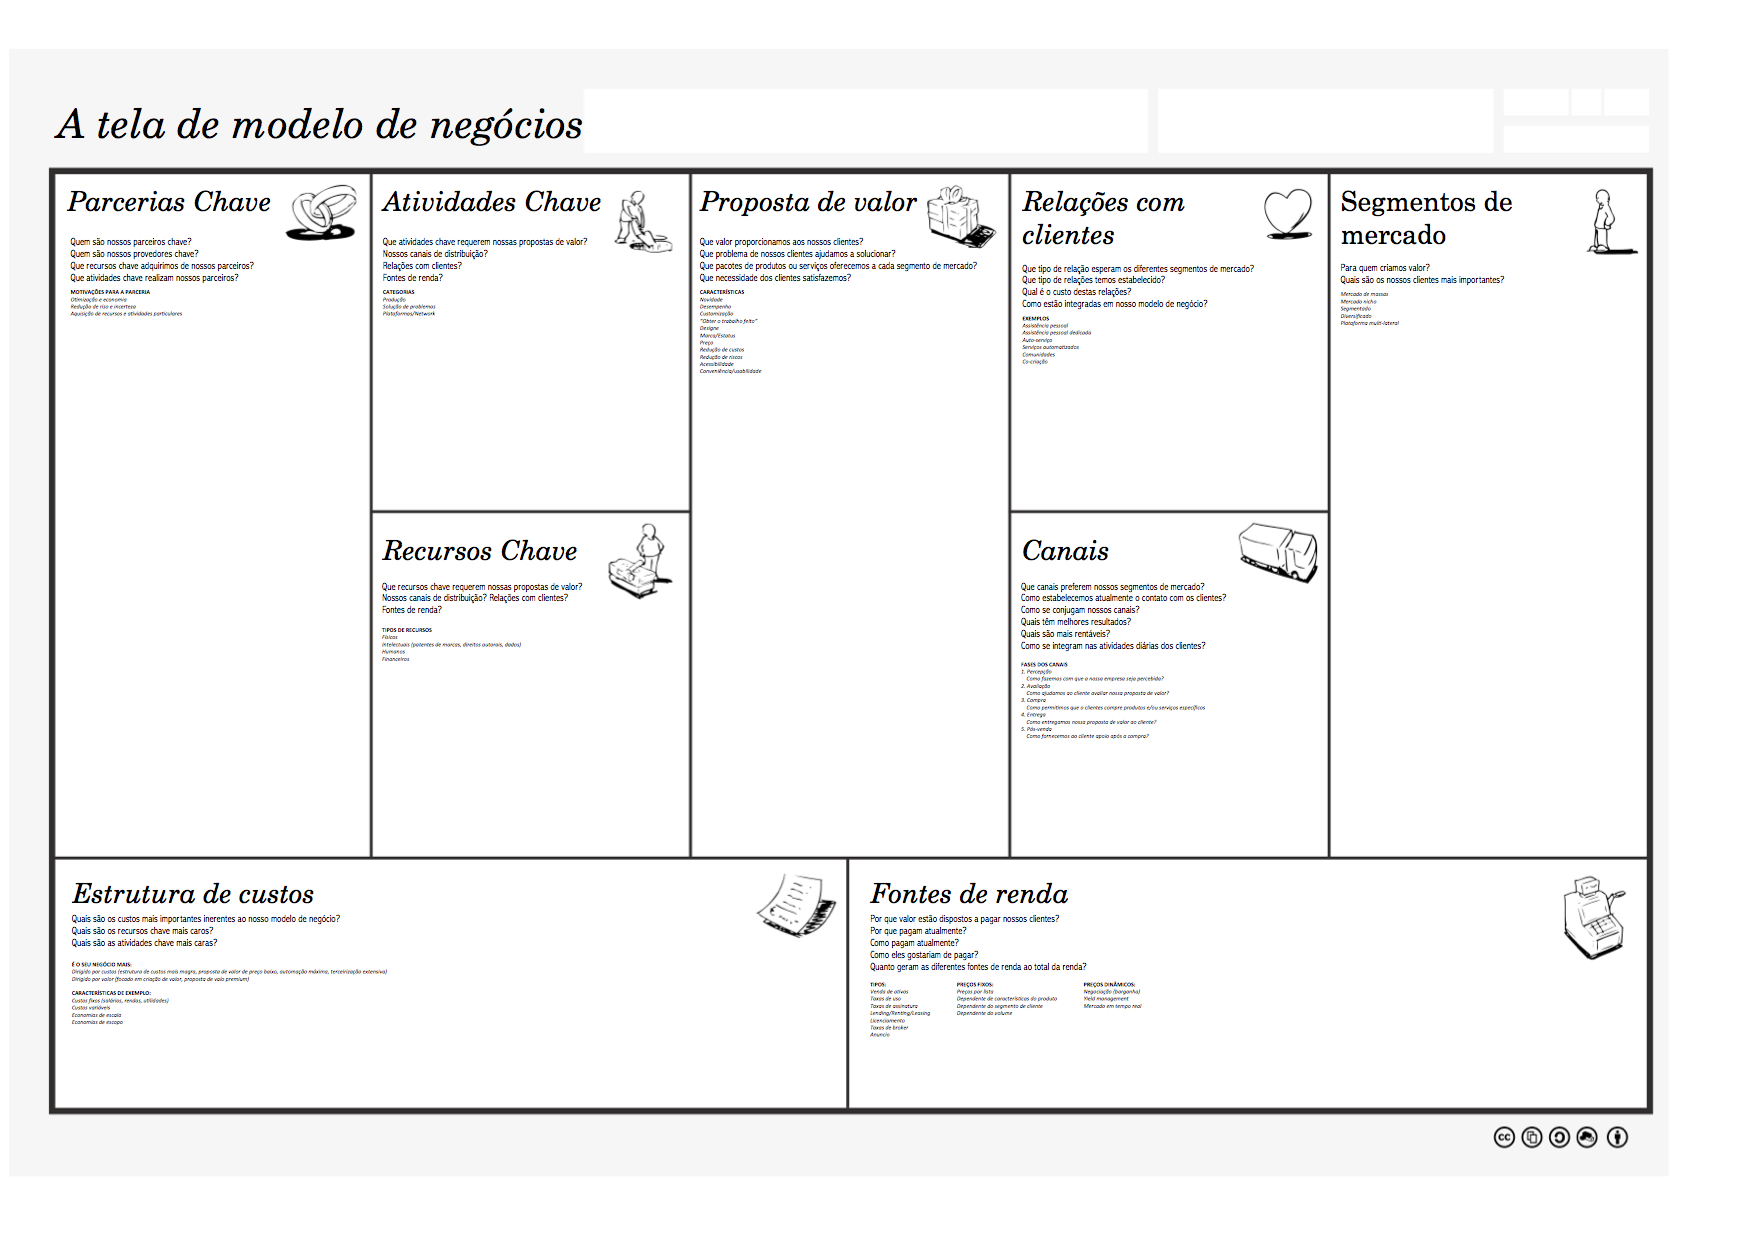 A tela de modelo de negócios
Parcerias Chave
Quem são nossos parceiros chave?
Quem são nossos provedores chave?
Que recursos chave adquirimos de nossos parceiros?
Que atividades chave realizam nossos parceiros?
MOTIVAÇÕES PARA A PARCERIA
Otimização e economia
Redução de riso e incerteza
Aquisição de recursos e atividades particulares
Atividades Chave
Que atividades chave requerem nossas propostas de valor?
Nossos canais de distribuição?
Relações com clientes?
Fontes de renda?
CATEGORIAS
Produção
Solução de problemas
Plataformas/Network
Recursos Chave
Que recursos chave requerem nossas propostas de valor?
Nossos canais de distribución? Relações com clientes?
Fontes de renda?
TIPOS DE RECURSOS
Físicos
Intelectuais (patentes de marcas, direitos autorais, dados)
Humanos
Financeiros
Proposta de valor
Que valor proporcionamos aos nossos clientes?
Que problema de nossos clientes ajudamos a solucionar?
Que pacotes de produtos ou serviços oferecemos a cada segmento de mercado?
Que necessidade dos clientes satisfazemos?
CARACTERÍSTICAS
Novidade
Desempenho
Customização
"Obter o trabalho feito"
Designe
Marca/Estatus
Preço
Redução de custos
Redução de riscos
Acessibilidade
Conveniência/usabilidade
Relações com
clientes
Que tipo de relação esperam os diferentes segmentos de mercado?
Que tipo de relações temos estabelecido?
Qual é o custo destas relações?
Como estão integradas em nosso modelo de negócio?
EXEMPLOS
Assistência pessoal
Assistência pessoal dedicada
Auto-serviço
Serviços automatizados
Comunidades
Co-criação
Canais
Que canais preferem nossos segmentos de mercado?
Como estabelecemos atualmente o contato com os clientes?
Como se conjugam nossos canais?
Quais têm melhores resultados?
Quais são mais rentáveis?
Como se integram nas atividades diárias dos clientes?
FASES DOS CANAIS
1. Percepção
Como fazemos com que a nossa empresa seja percebida?
2. Avaliação
Como ajudamos ao cliente avaliar nossa proposta de valor?
3. Compra
Como permitimos que o clientes compre produtos e/ou serviços específicos
4. Entrega
Como entregamos nossa proposta de valor ao cliente?
5. Pós-venda
Como fornecemos ao cliente apoio após a compra?
Segmentos de
mercado
Para quem criamos valor?
Quais são os nossos clientes mais importantes?
Mercado de massas
Mercado nicho
Segmentado
Diversificado
Plataforma multi-lateral
Estrutura de custos
Quais são os custos mais importantes inerentes ao nosso modelo de negócio?
Quais são os recursos chave mais caros?
Quais são as atividades chave mais caras?
É O SEU NEGÓCIO MAIS:
Dirigido por custos (estrutura de custos mais magra, proposta de valor de preço baixo, automação máxima, terceirização extensiva)
Dirigido por valor (focado em criação de valor, proposta de valo premium)
CARACTERÍSTICAS DE EXEMPLO:
Custos fixos (salários, rendas, utilidades)
Custos variáveis
Economias de escala
Economias de escopo
Fontes de renda
Por que valor estão dispostos a pagar nossos clientes?
Por que pagam atualmente?
Como pagam atualmente?
Como eles gostariam de pagar?
Quanto geram as diferentes fontes de renda ao total da renda?
TIPOS:
Venda de ativos
Taxas de uso
Taxas de assinatura
Lending/Renting/Leasing
Licenciamento
Taxas de broker
Anuncio
PREÇOS FIXOS:
Preços por lista
Dependente de características do produto
Dependente do segmento de cliente
Dependente do volume
PREÇOS DINÂMICOS:
Negociação (barganha)
Yield management
Mercado em tempo real
cc